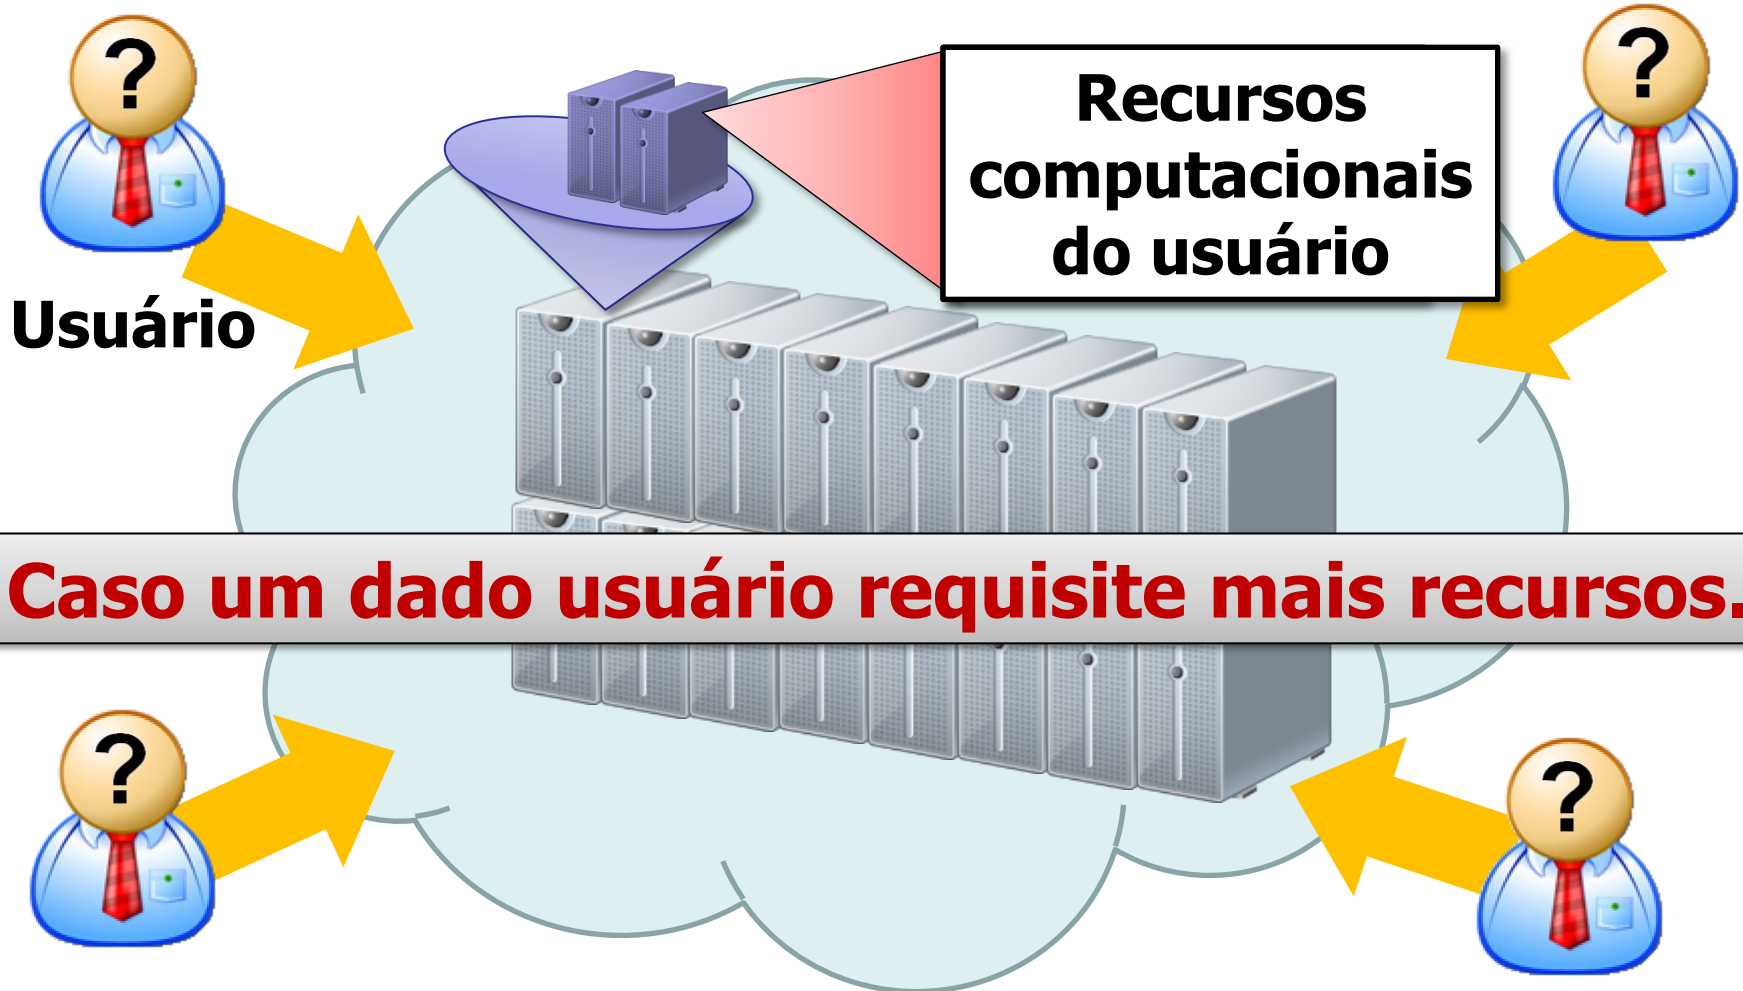 ?
?
Recursos
computacionais
do usuário
Usuário
Caso um dado usuário requisite mais recursos.
?
?